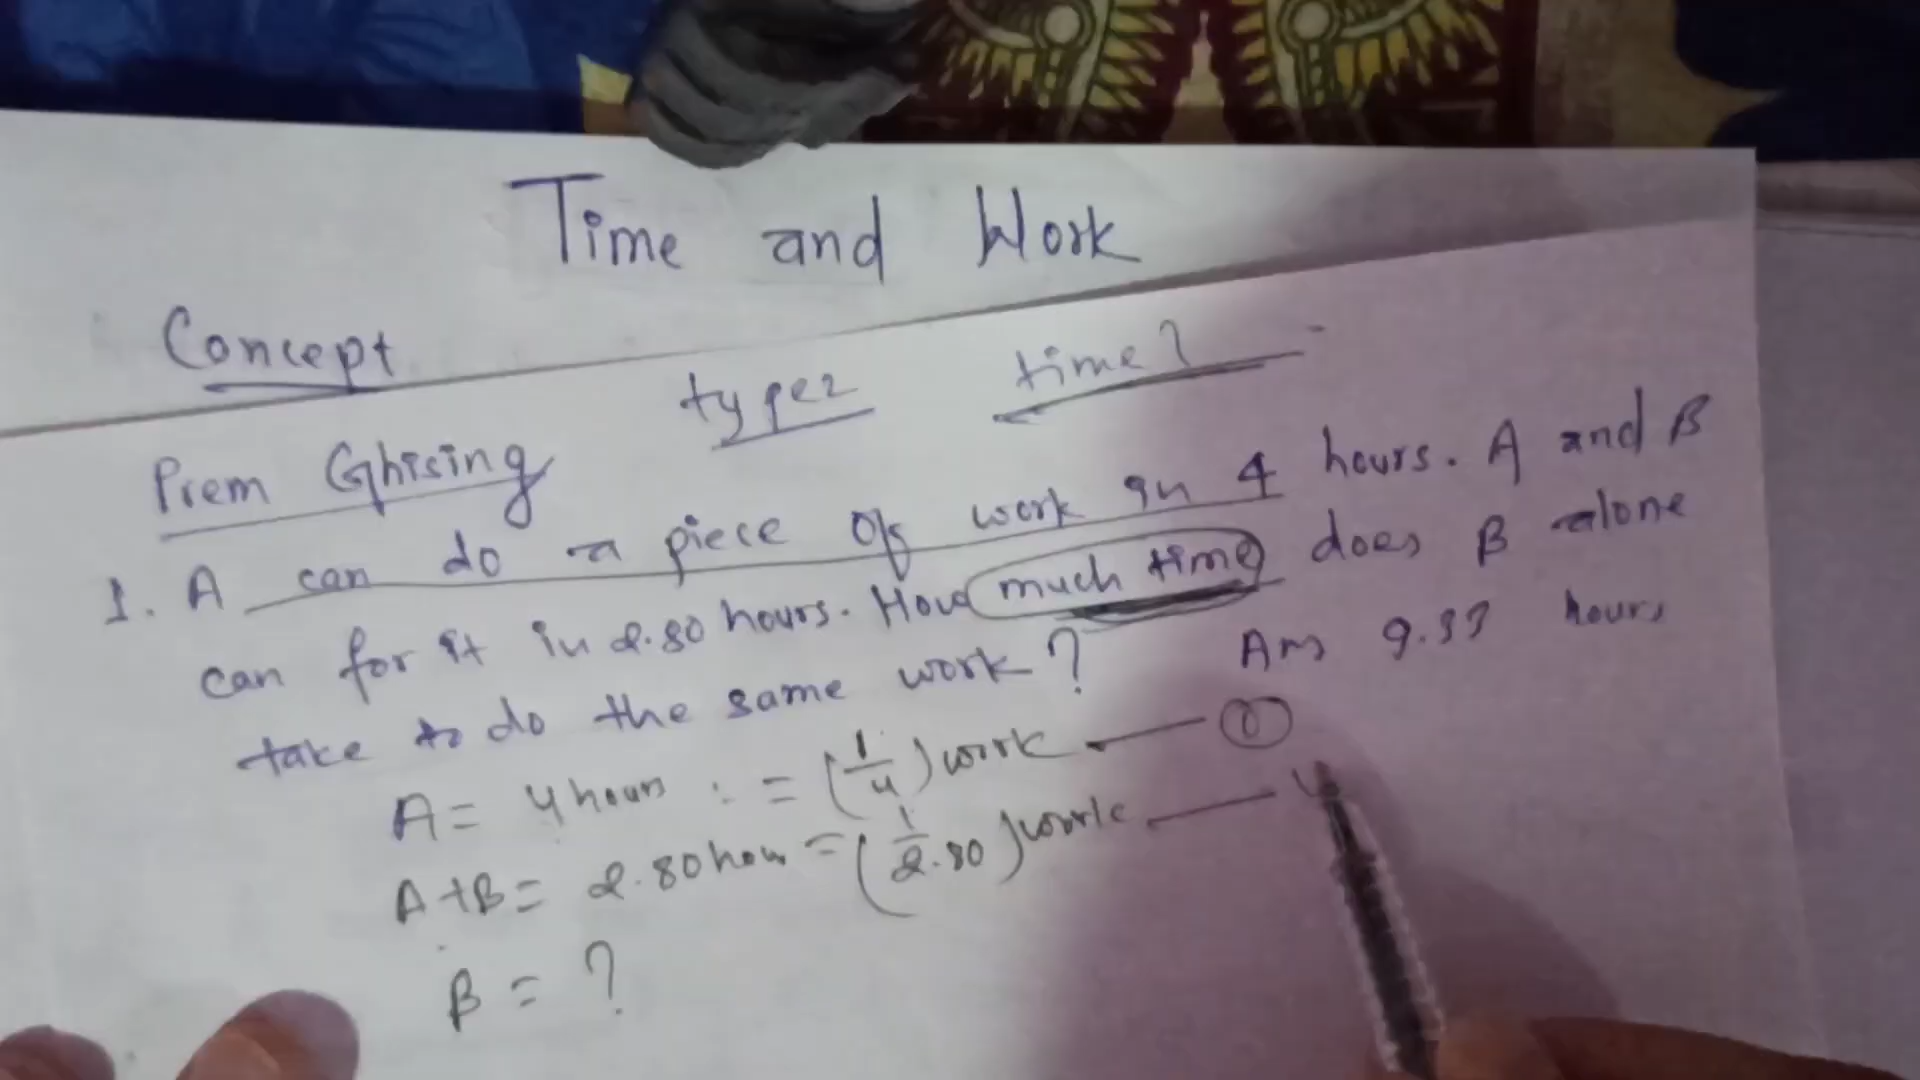 Time and Work
Concept
type2 time?
Prem Ghising
1. A can do a piece of work in 4 hours. A and B
can for it in 2.80 hours. How much time does B alone
take to do the same work? Ans 9.33 hours
A = 4 hours := (1/4) work —
A+B = 2.80 hour = (1/2.80) work —
B = ?